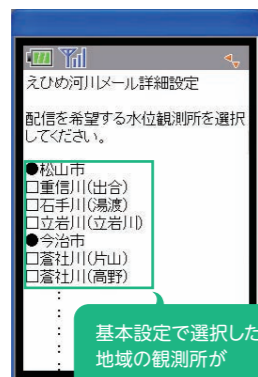 えひめ河川メール詳細設定
配信を希望する水位観測所を選択
してください。
●松山市
□重信川(出合)
□石手川(湯渡)
□立岩川(立岩川)
●今治市
□蒼社川(片山)
□蒼社川(高野)
：
：
：
：
基本設定で選択した
地域の観測所が